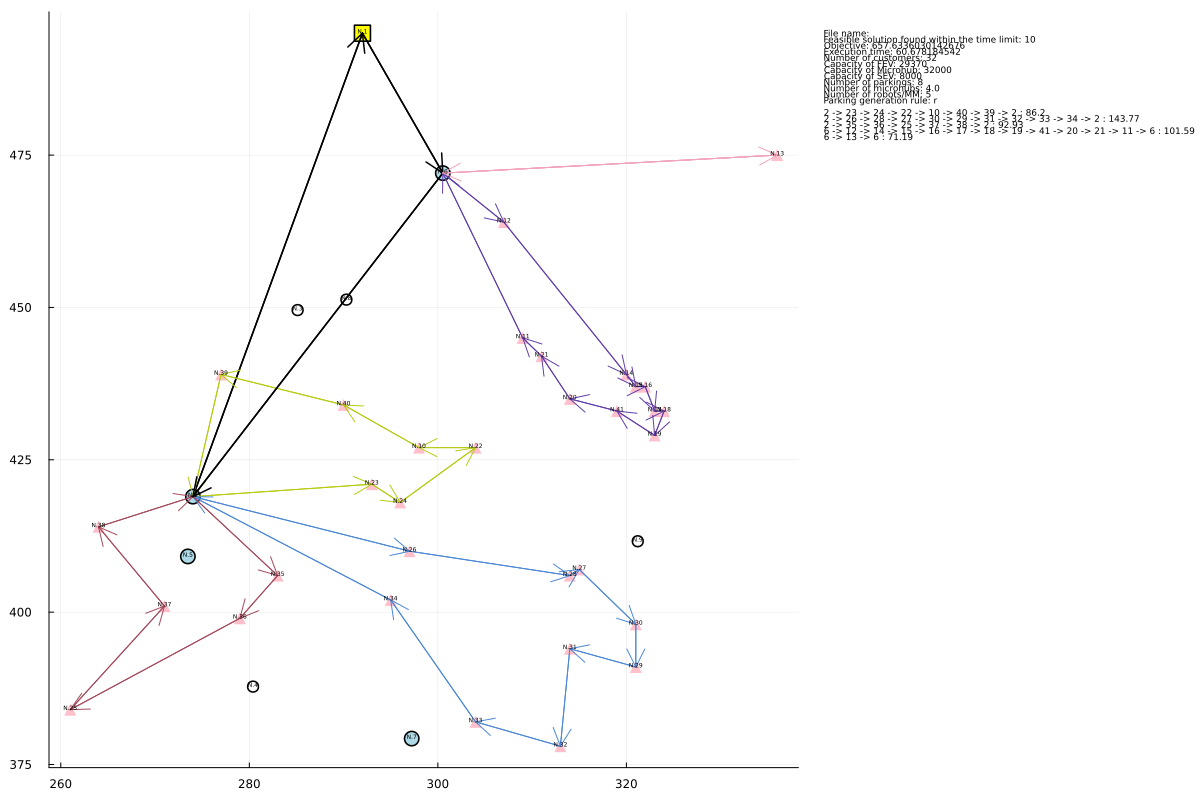 N.1
File name:
Feasible solution found within the time limit: 10
Objective: 657.6336030142676
Execution time: 60.678184542
Number of customers: 32
Capacity of FEV: 29370
Capacity of Microhub: 32000
Capacity of SEV: 8000
Number of parkings: 8
Number of microhubs: 4.0
Number of robots/MM: 5
Parking generation rule: r
2 -> 23 -> 24 -> 22 -> 10 -> 40 -> 39 -> 2 : 86.2
2 -> 26 -> 28 -> 27 -> 30 -> 29 -> 31 -> 32 -> 33 -> 34 -> 2 : 143.77
2 -> 35 -> 36 -> 25 -> 37 -> 38 -> 2 : 92.93
6 -> 12 -> 14 -> 15 -> 16 -> 17 -> 18 -> 19 -> 41 -> 20 -> 21 -> 11 -> 6 : 101.59
6 -> 13 -> 6 : 71.19
475
N.13
N.12
450
N.3
N.11
N.21
N.39
N.14
N.40
N.20
N.41
N.19
425
N.10
N.22
N.23
N.24
N.38
N.26
N.9
N.5
N.35
N.28
N.27
400
N.37
N.34
N.36
N.30
N.31
N.29
N.4
N.25
N.33
N.7
N.32
375
260
280
300
320